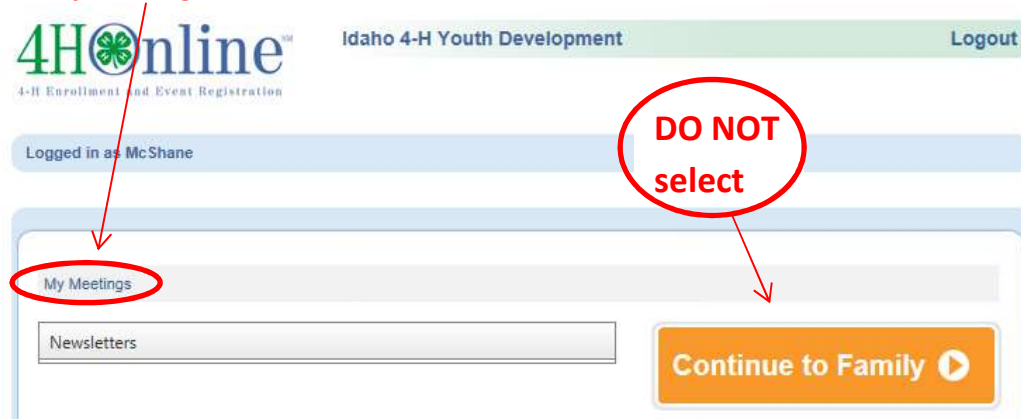 4HOnline℠
Idaho 4-H Youth Development
Logout
4-H Enrollment and Event Registration
Logged in as McShane
DO NOT
select
My Meetings
Newsletters
Continue to Family